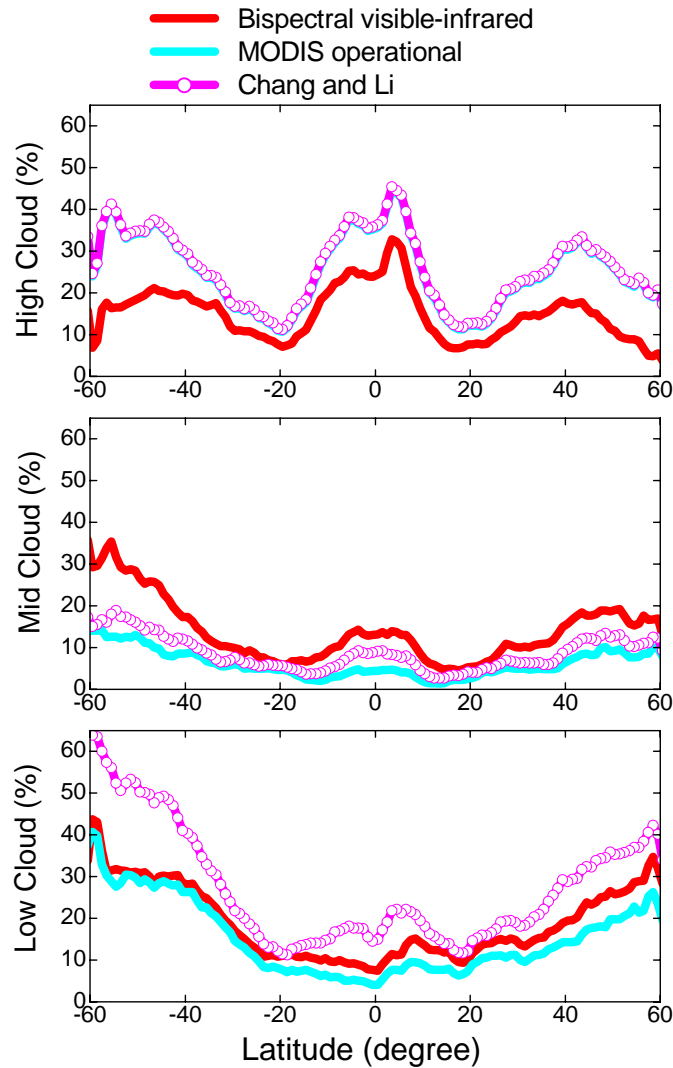 Bispectral visible-infrared
MODIS operational
Chang and Li
High Cloud (%)
60
50
40
30
20
10
0
-60 -40 -20 0 20 40 60
Mid Cloud (%)
60
50
40
30
20
10
0
-60 -40 -20 0 20 40 60
Low Cloud (%)
60
50
40
30
20
10
0
-60 -40 -20 0 20 40 60
Latitude (degree)